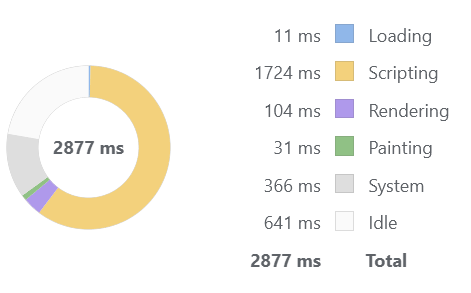 2877 ms
11 ms Loading
1724 ms Scripting
104 ms Rendering
31 ms Painting
366 ms System
641 ms Idle
2877 ms Total